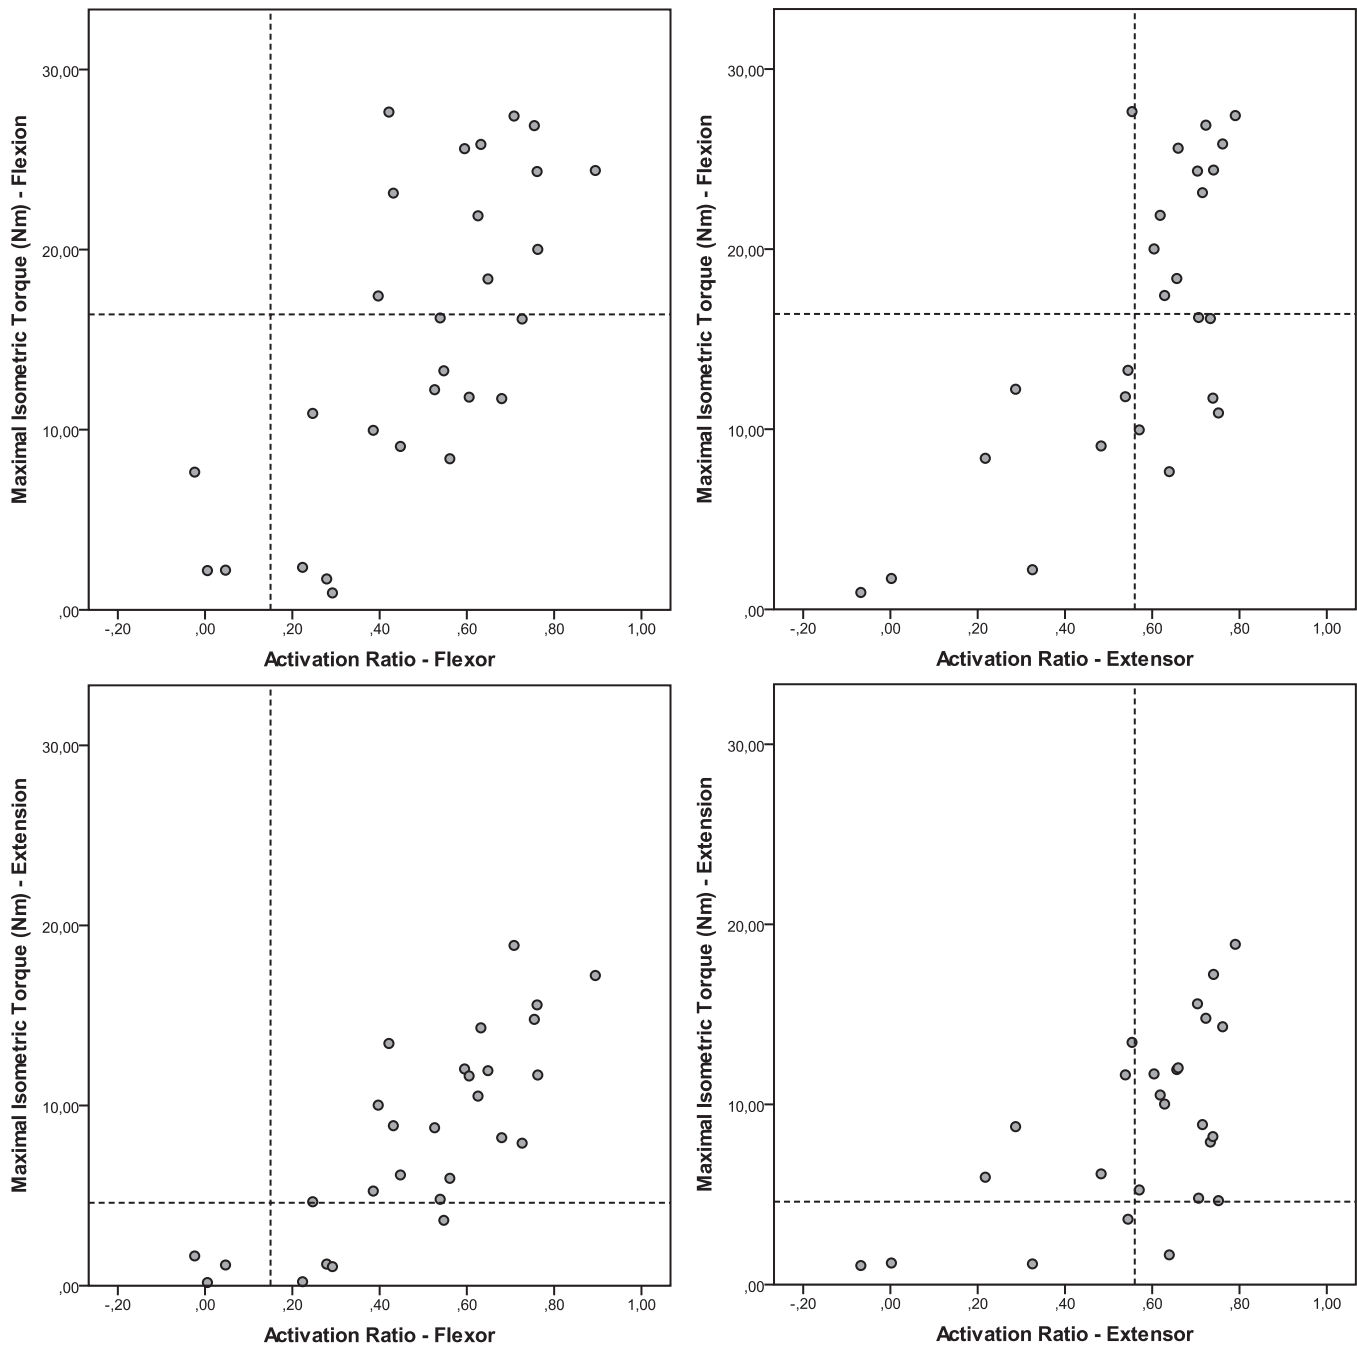 Maximal Isometric Torque (Nm) - Flexion
30,00
20,00
10,00
,00
-,20 ,00 ,20 ,40 ,60 ,80 1,00
Activation Ratio - Flexor
Maximal Isometric Torque (Nm) - Flexion
30,00
20,00
10,00
,00
-,20 ,00 ,20 ,40 ,60 ,80 1,00
Activation Ratio - Extensor
Maximal Isometric Torque (Nm) - Extension
30,00
20,00
10,00
,00
-,20 ,00 ,20 ,40 ,60 ,80 1,00
Activation Ratio - Flexor
Maximal Isometric Torque (Nm) - Extension
30,00
20,00
10,00
,00
-,20 ,00 ,20 ,40 ,60 ,80 1,00
Activation Ratio - Extensor